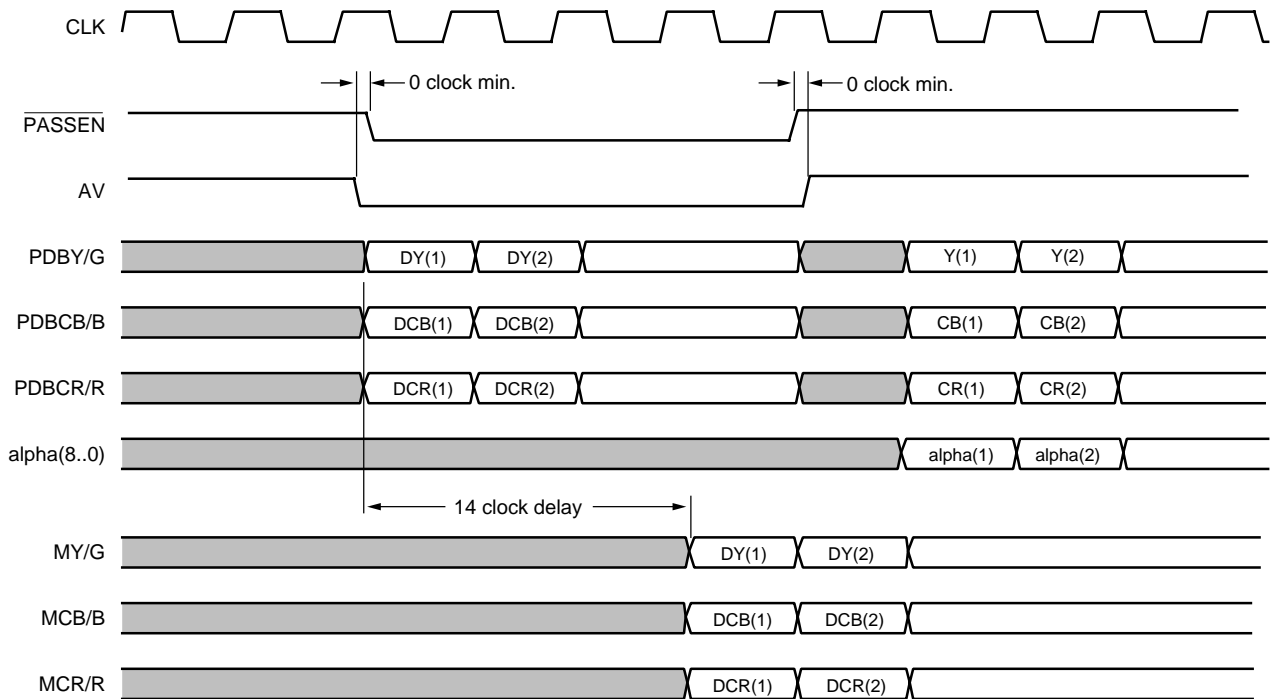 CLK
0 clock min. 0 clock min.
PASSEN
AV
PDBY/G DY(1) DY(2) Y(1) Y(2)
PDBCB/B DCB(1) DCB(2) CB(1) CB(2)
PDBCR/R DCR(1) DCR(2) CR(1) CR(2)
alpha(8..0) alpha(1) alpha(2)
14 clock delay
MY/G DY(1) DY(2)
MCB/B DCB(1) DCB(2)
MCR/R DCR(1) DCR(2)